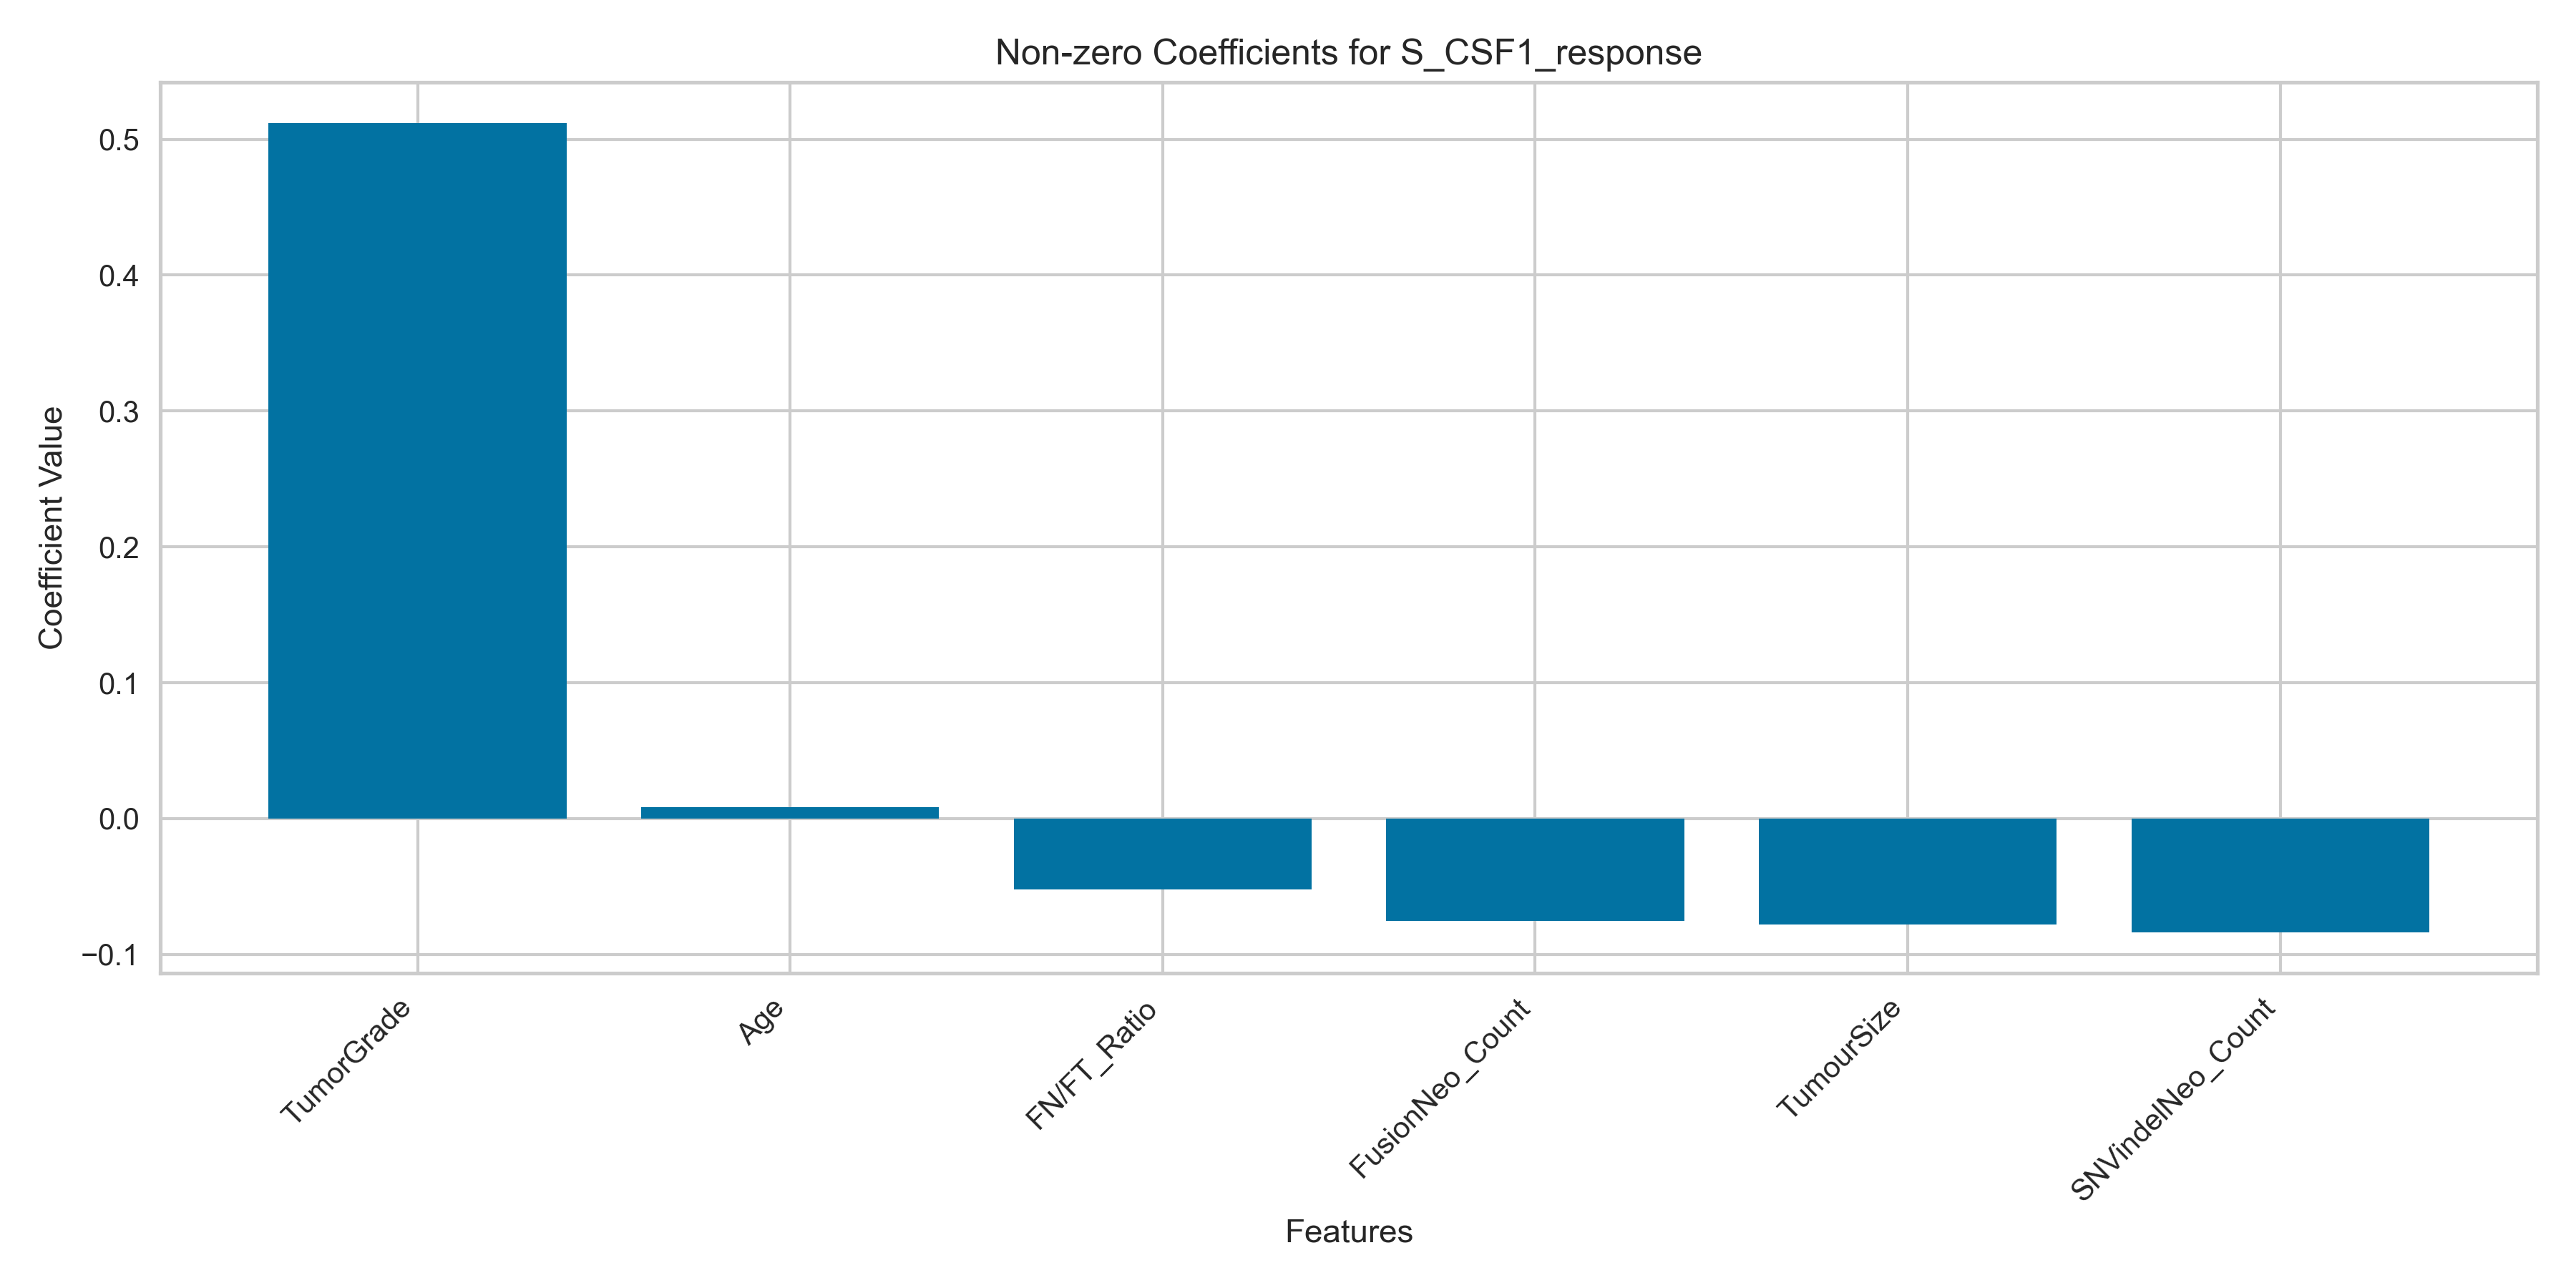 Non-zero Coefficients for S_CSF1_response
Coefficient Value
0.5
0.4
0.3
0.2
0.1
0.0
−0.1
TumorGrade
Age
FN/FT_Ratio
FusionNeo_Count
TumourSize
SNVindelNeo_Count
Features